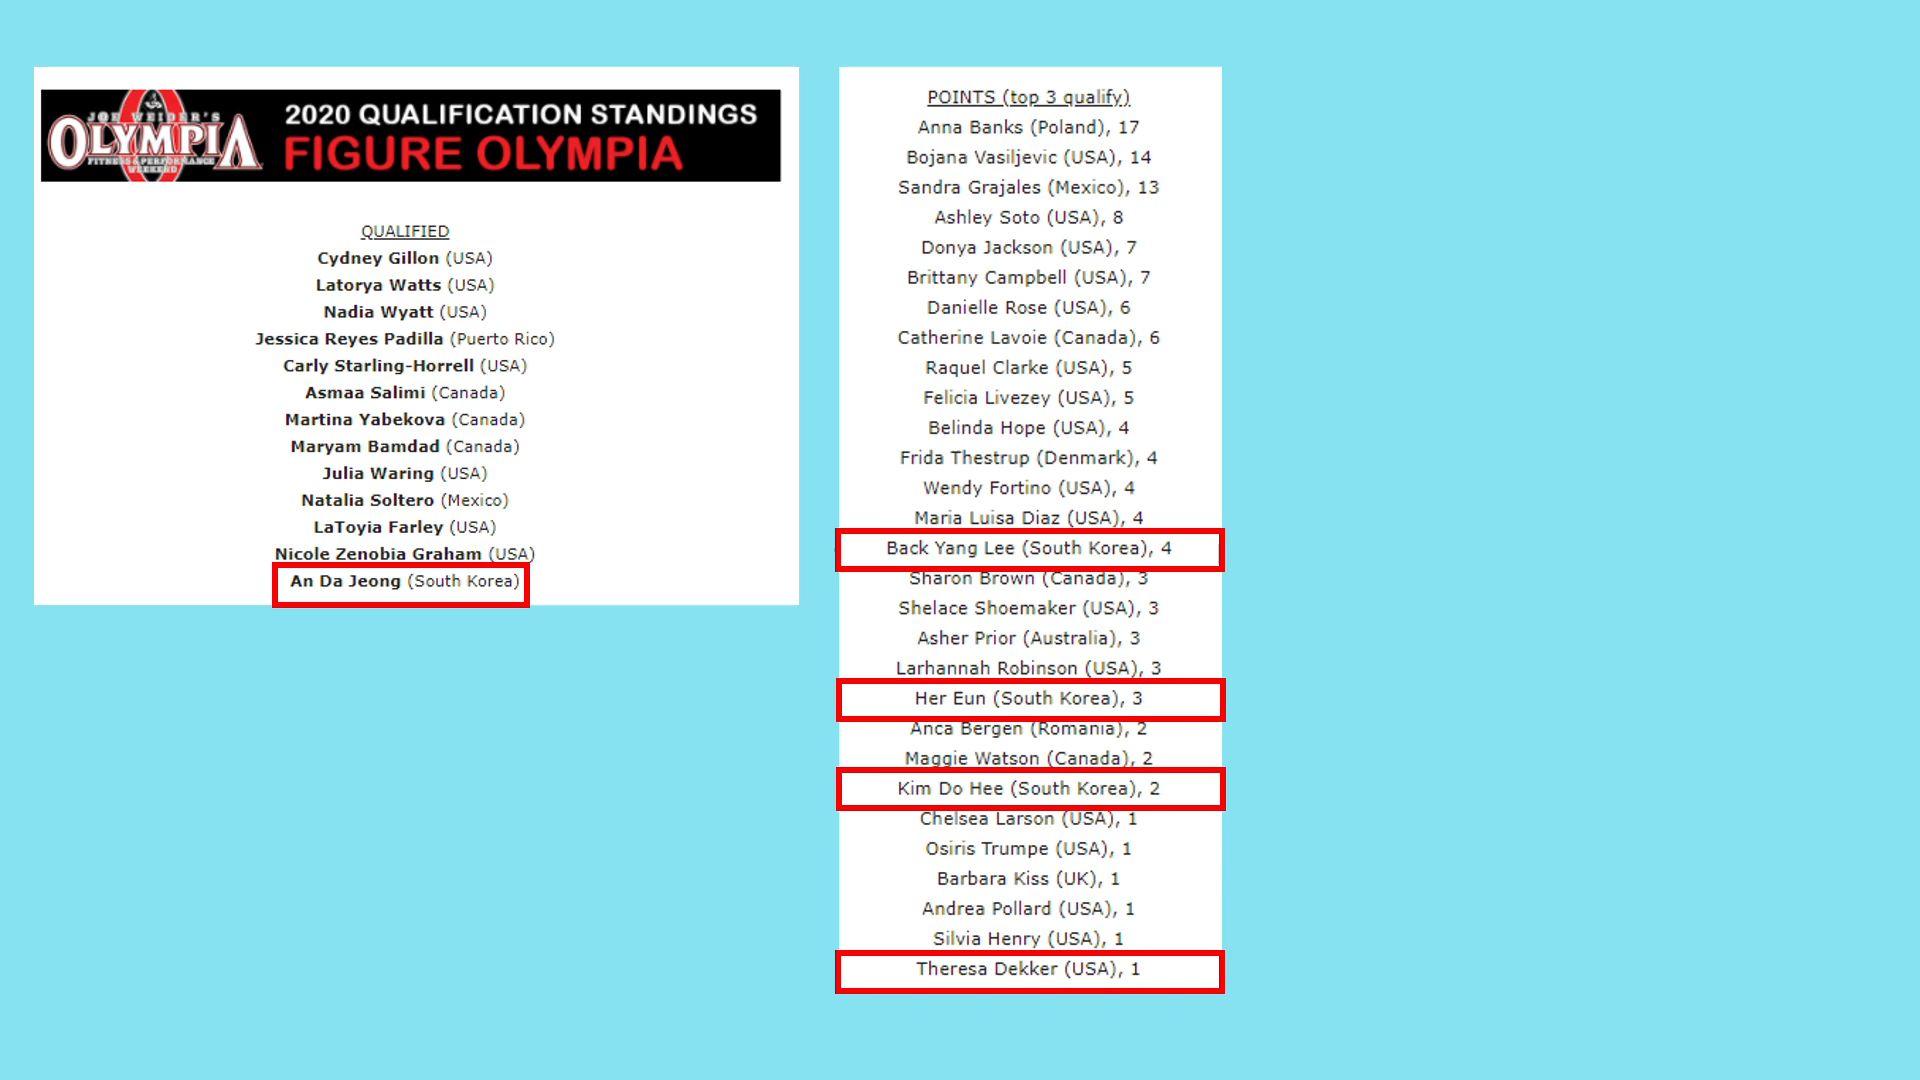 JOE WEIDER'S
OLYMPIA
FITNESS & PERFORMANCE
WEEKEND
2020 QUALIFICATION STANDINGS
FIGURE OLYMPIA
QUALIFIED
Cydney Gillon (USA)
Latorya Watts (USA)
Nadia Wyatt (USA)
Jessica Reyes Padilla (Puerto Rico)
Carly Starling-Horrell (USA)
Asmaa Salimi (Canada)
Martina Yabekova (Canada)
Maryam Bamdad (Canada)
Julia Waring (USA)
Natalia Soltero (Mexico)
LaToyia Farley (USA)
Nicole Zenobia Graham (USA)
An Da Jeong (South Korea)
POINTS (top 3 qualify)
Anna Banks (Poland), 17
Bojana Vasiljevic (USA), 14
Sandra Grajales (Mexico), 13
Ashley Soto (USA), 8
Donya Jackson (USA), 7
Brittany Campbell (USA), 7
Danielle Rose (USA), 6
Catherine Lavoie (Canada), 6
Raquel Clarke (USA), 5
Felicia Livezey (USA), 5
Belinda Hope (USA), 4
Frida Thestrup (Denmark), 4
Wendy Fortino (USA), 4
Maria Luisa Diaz (USA), 4
Back Yang Lee (South Korea), 4
Sharon Brown (Canada), 3
Shelace Shoemaker (USA), 3
Asher Prior (Australia), 3
Larhannah Robinson (USA), 3
Her Eun (South Korea), 3
Anca Bergen (Romania), 2
Maggie Watson (Canada), 2
Kim Do Hee (South Korea), 2
Chelsea Larson (USA), 1
Osiris Trumpe (USA), 1
Barbara Kiss (UK), 1
Andrea Pollard (USA), 1
Silvia Henry (USA), 1
Theresa Dekker (USA), 1